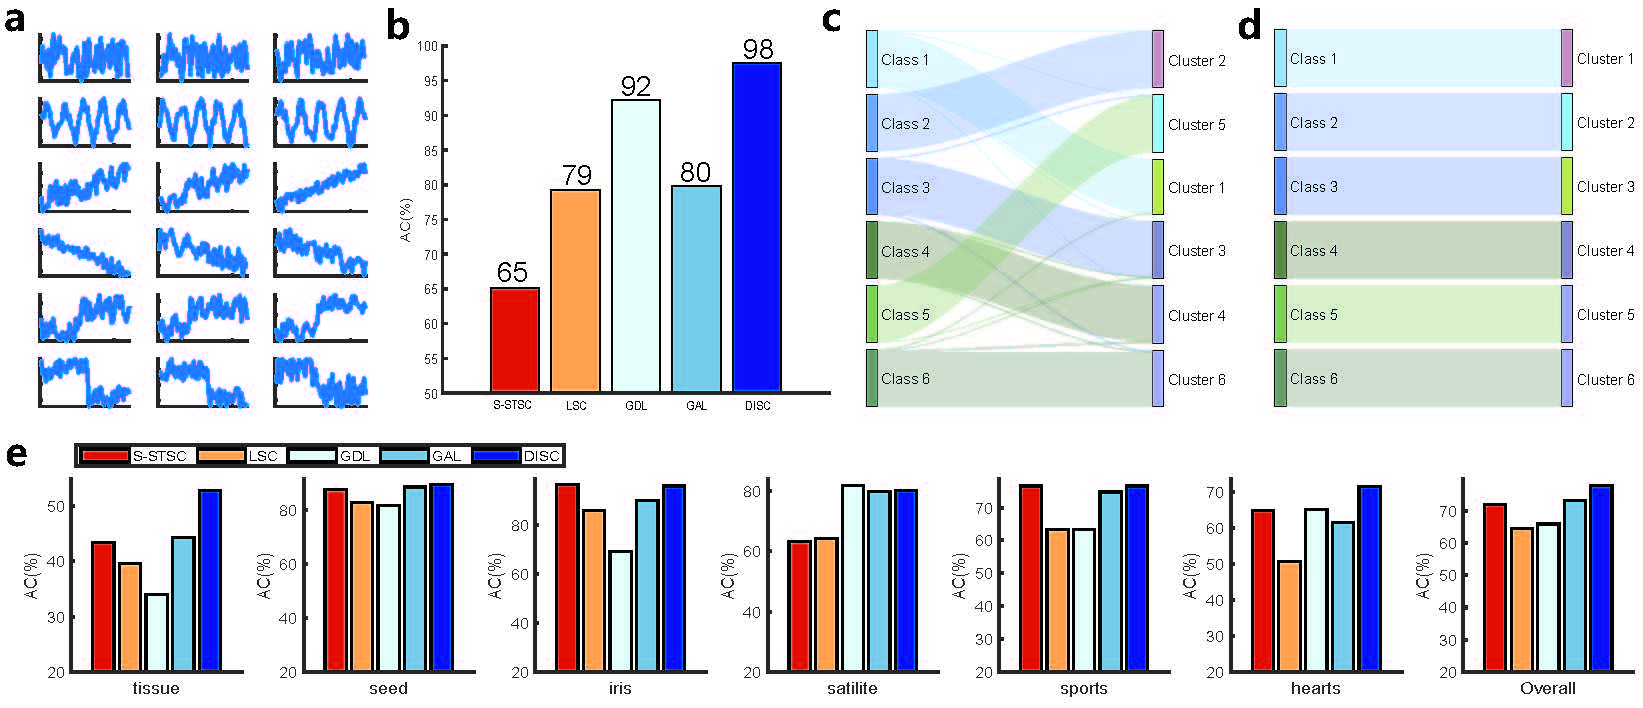 a
b
100
95
90
85
80
75
70
65
60
55
50
AC(%)
65
79
92
80
98
S-STSC LSC GDL GAL DISC
c
Class 1
Class 2
Class 3
Class 4
Class 5
Class 6
Cluster 2
Cluster 5
Cluster 1
Cluster 3
Cluster 4
Cluster 6
d
Class 1
Class 2
Class 3
Class 4
Class 5
Class 6
Cluster 1
Cluster 2
Cluster 3
Cluster 4
Cluster 5
Cluster 6
e
S-STSC LSC GDL GAL DISC
50
40
30
20
AC(%)
tissue
80
60
40
20
AC(%)
seed
80
60
40
20
AC(%)
iris
80
60
40
20
AC(%)
satilite
70
60
50
40
30
20
AC(%)
sports
70
60
50
40
30
20
AC(%)
hearts
70
60
50
40
30
20
AC(%)
Overall